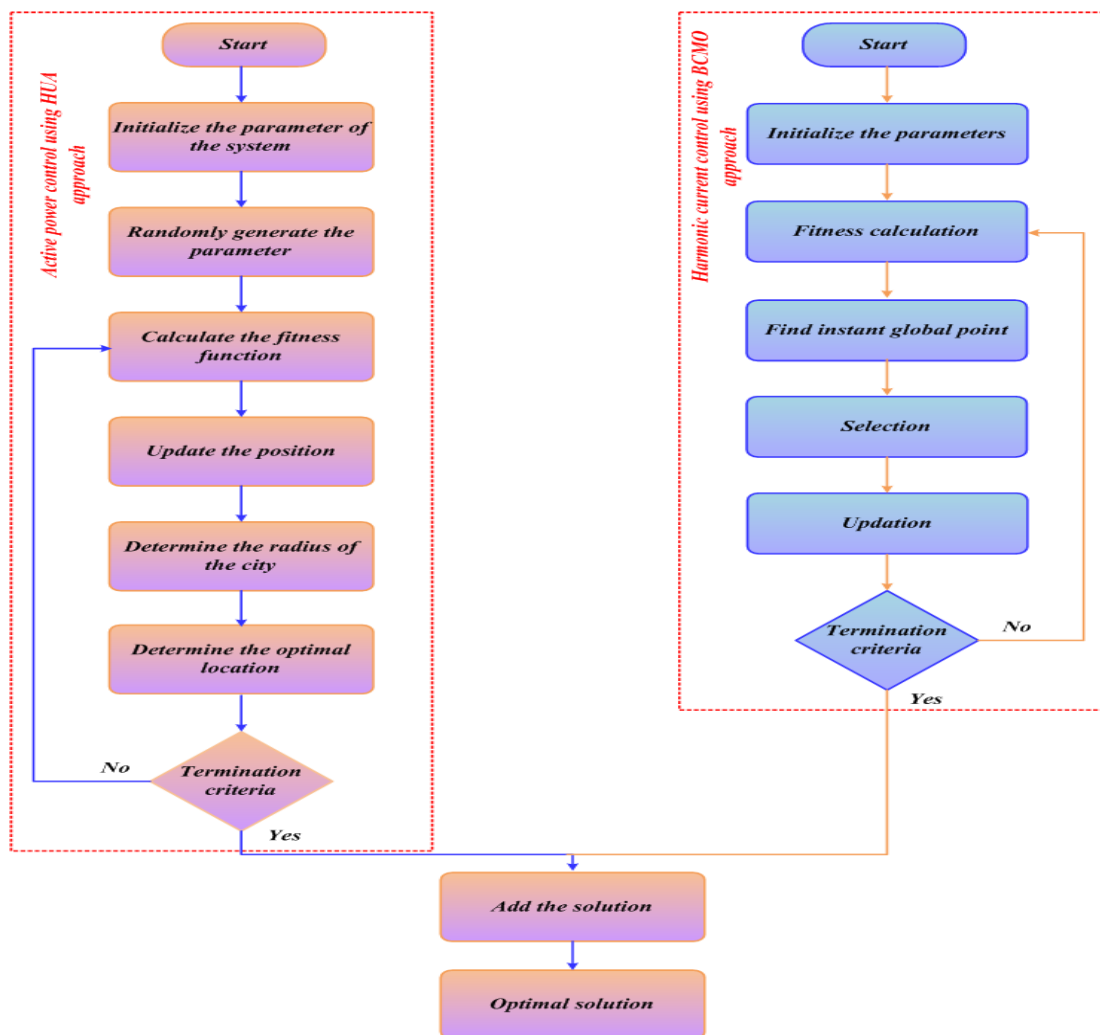 Active power control using HUA
approach
Start
Initialize the parameter of
the system
Randomly generate the
parameter
Calculate the fitness
function
Update the position
Determine the radius of
the city
Determine the optimal
location
No
Termination
criteria
Yes
Harmonic current control using BCMO
approach
Start
Initialize the parameters
Fitness calculation
Find instant global point
Selection
Updation
Termination
criteria
No
Yes
Add the solution
Optimal solution